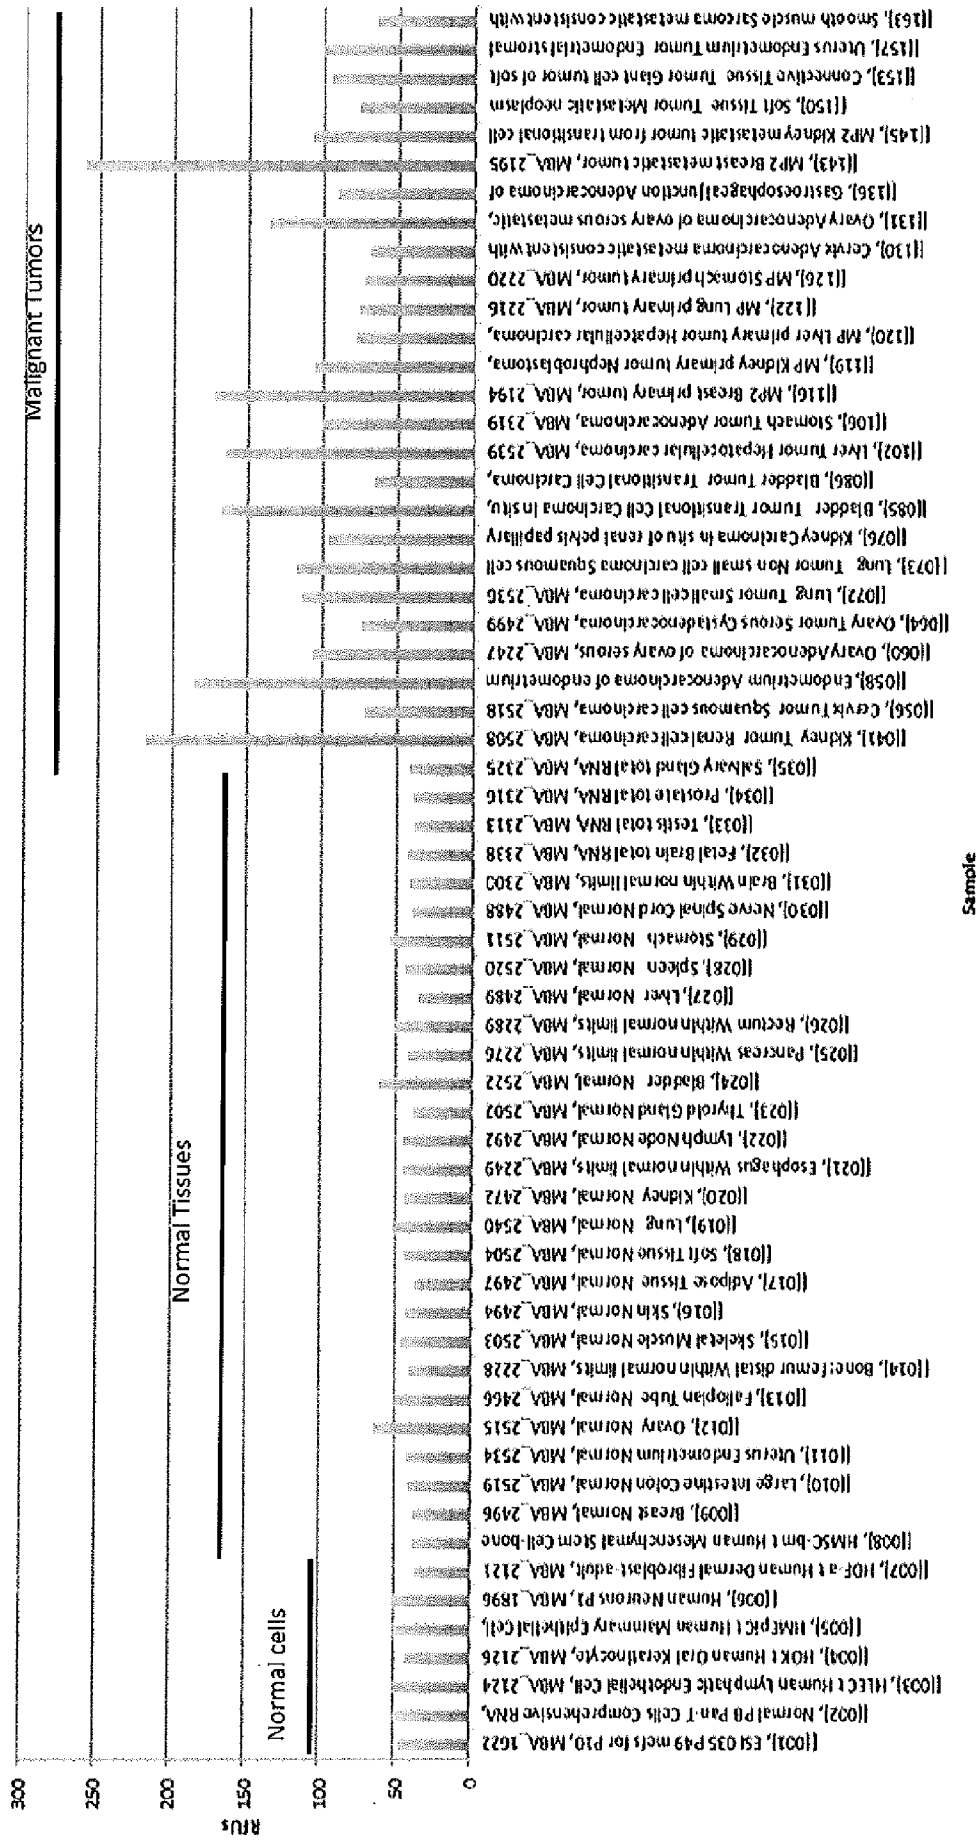 RFUs
300
250
200
150
100
50
0
Normal cells
Normal Tissues
Malignant Tumors
[[001], ESI 035 P49 mefs for P10, MBA_1622
[[002], Normal PB Pan-T Cells Comprehensive RNA,
[[003], HLEC t Human Lymphatic Endothelial Cell, MBA_2124
[[004], HOK t Human Oral Keratinocyte, MBA_2126
[[005], HMEpiC t Human Mammary Epithelial Cell,
[[006], Human Neurons P1, MBA_1896
[[007], HDF-a t Human Dermal Fibroblast-adult, MBA_2121
[[008], HMSC-bm t Human Mesenchymal Stem Cell-bone
[[009], Breast Normal, MBA_2496
[[010], Large Intestine Colon Normal, MBA_2519
[[011], Uterus Endometrium Normal, MBA_2534
[[012], Ovary Normal, MBA_2515
[[013], Fallopian Tube Normal, MBA_2466
[[014], Bone: femur distal Within normal limits, MBA_2228
[[015], Skeletal Muscle Normal, MBA_2503
[[016], Skin Normal, MBA_2494
[[017], Adipose Tissue Normal, MBA_2497
[[018], Soft Tissue Normal, MBA_2504
[[019], Lung Normal, MBA_2540
[[020], Kidney Normal, MBA_2472
[[021], Esophagus Within normal limits, MBA_2249
[[022], Lymph Node Normal, MBA_2492
[[023], Thyroid Gland Normal, MBA_2502
[[024], Bladder Normal, MBA_2522
[[025], Pancreas Within normal limits, MBA_2276
[[026], Rectum Within normal limits, MBA_2289
[[027], Liver Normal, MBA_2489
[[028], Spleen Normal, MBA_2520
[[029], Stomach Normal, MBA_2511
[[030], Nerve Spinal Cord Normal, MBA_2488
[[031], Brain Within normal limits, MBA_2300
[[032], Fetal Brain total RNA, MBA_2338
[[033], Testis total RNA, MBA_2313
[[034], Prostate total RNA, MBA_2316
[[035], Salivary Gland total RNA, MBA_2325
[[041], Kidney Tumor Renal cell carcinoma, MBA_2508
[[056], Cervix Tumor Squamous cell carcinoma, MBA_2518
[[058], Endometrium Adenocarcinoma of endometrium
[[060], Ovary Adenocarcinoma of ovary serous, MBA_2247
[[064], Ovary Tumor Serous Cystadenocarcinoma, MBA_2499
[[072], Lung Tumor Small cell carcinoma, MBA_2536
[[073], Lung Tumor Non small cell carcinoma Squamous cell
[[076], Kidney Carcinoma in situ of renal pelvis papillary
[[085], Bladder Tumor Transitional Cell Carcinoma In situ,
[[086], Bladder Tumor Transitional Cell Carcinoma,
[[102], Liver Tumor Hepatocellular carcinoma, MBA_2539
[[106], Stomach Tumor Adenocarcinoma, MBA_2319
[[116], MP2 Breast primary tumor, MBA_2194
[[119], MP Kidney primary tumor Nephroblastoma,
[[120], MP Liver primary tumor Hepatcellular carcinoma,
[[122], MP Lung primary tumor, MBA_2216
[[126], MP Stomach primary tumor, MBA_2220
[[130], Cervix Adenocarcinoma metastatic consistent with
[[131], Ovary Adenocarcinoma of ovary serous metastatic,
[[136], Gastroesophageal junction Adenocarcinoma of
[[143], MP2 Breast metastatic tumor, MBA_2195
[[145], MP2 Kidney metastatic tumor from transitional cell
[[150], Soft Tissue Tumor Metastatic neoplasm
[[153], Connective Tissue Tumor Giant cell tumor of soft
[[157], Uterus Endometrium Tumor Endometrial stromal
[[163], Smooth muscle Sarcoma metastatic consistent with
Sample